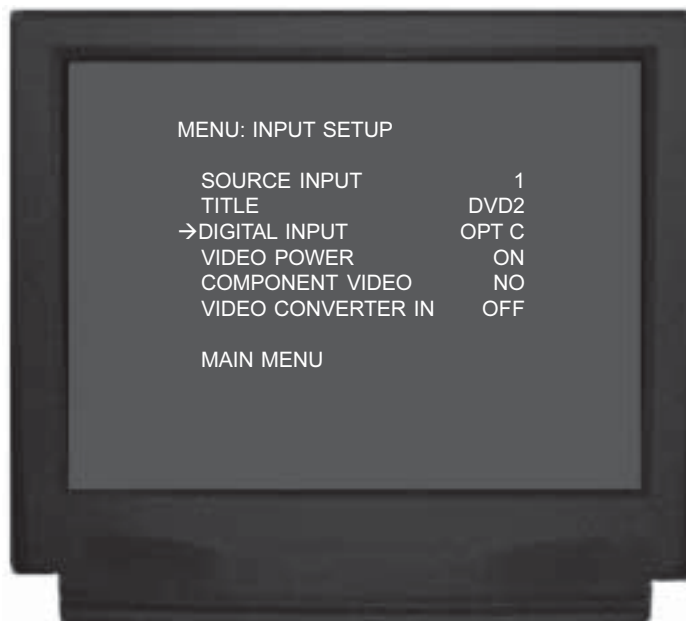 MENU: INPUT SETUP
SOURCE INPUT 1
TITLE DVD2
→DIGITAL INPUT OPT C
VIDEO POWER ON
COMPONENT VIDEO NO
VIDEO CONVERTER IN OFF
MAIN MENU